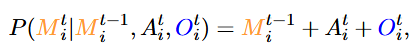 P(M_i^t|M_i^{t-1}, A_i^t, O_i^t) = M_i^{t-1} + A_i^t + O_i^t,